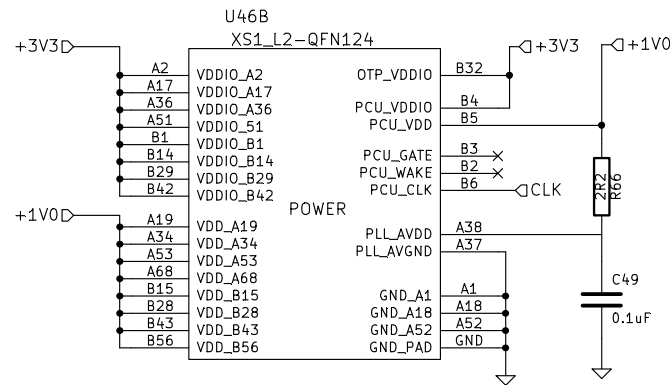 U46B
XS1_L2-QFN124
+3V3
+3V3
+1V0
A2 VDDIO_A2
A17 VDDIO_A17
A36 VDDIO_A36
A51 VDDIO_51
B1 VDDIO_B1
B14 VDDIO_B14
B29 VDDIO_B29
B42 VDDIO_B42
OTP_VDDIO B32
PCU_VDDIO B4
PCU_VDD B5
PCU_GATE B3
PCU_WAKE B2
PCU_CLK B6
CLK
2R2
R66
POWER
+1V0
A19 VDD_A19
A34 VDD_A34
A53 VDD_A53
A68 VDD_A68
B15 VDD_B15
B28 VDD_B28
B43 VDD_B43
B56 VDD_B56
PLL_AVDD A38
PLL_AVGND A37
GND_A1 A1
GND_A18 A18
GND_A52 A52
GND_PAD GND
C49
0.1uF